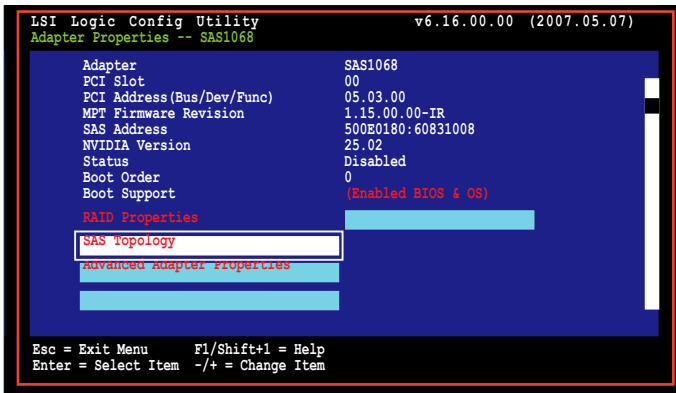 LSI Logic Config Utility v6.16.00.00 (2007.05.07)
Adapter Properties -- SAS1068
Adapter SAS1068
PCI Slot 00
PCI Address(Bus/Dev/Func) 05.03.00
MPT Firmware Revision 1.15.00.00-IR
SAS Address 500E0180:60831008
NVIDIA Version 25.02
Status Disabled
Boot Order 0
Boot Support (Enabled BIOS & OS)
RAID Properties
SAS Topology
Advanced Adapter Properties
Esc = Exit Menu F1/Shift+1 = Help
Enter = Select Item -/+ = Change Item